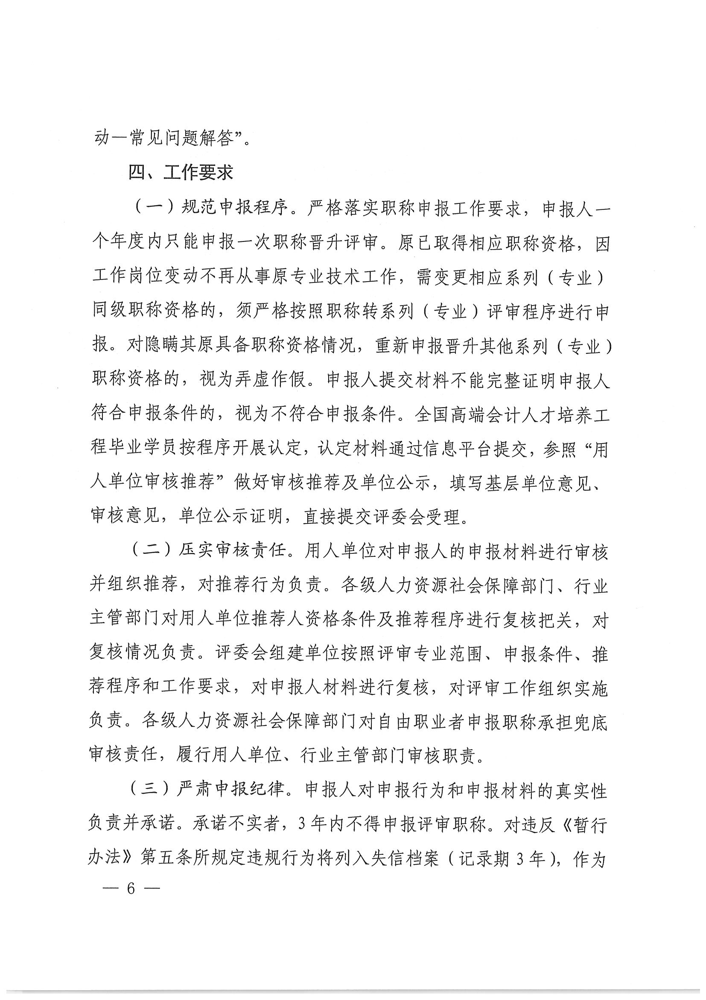 动—常见问题解答”。
四、工作要求
（一）规范申报程序。严格落实职称申报工作要求，申报人一
个年度内只能申报一次职称晋升评审。原已取得相应职称资格，因
工作岗位变动不再从事原专业技术工作，需变更相应系列（专业）
同级职称资格的，须严格按照职称转系列（专业）评审程序进行申
报。对隐瞒其原具备职称资格情况，重新申报晋升其他系列（专业）
职称资格的，视为弄虚作假。申报人提交材料不能完整证明申报人
符合申报条件的，视为不符合申报条件。全国高端会计人才培养工
程毕业学员按程序开展认定，认定材料通过信息平台提交，参照“用
人单位审核推荐”做好审核推荐及单位公示，填写基层单位意见、
审核意见，单位公示证明，直接提交评委会受理。
（二）压实审核责任。用人单位对申报人的申报材料进行审核
并组织推荐，对推荐行为负责。各级人力资源社会保障部门、行业
主管部门对用人单位推荐人资格条件及推荐程序进行复核把关，对
复核情况负责。评委会组建单位按照评审专业范围、申报条件、推
荐程序和工作要求，对申报人材料进行复核，对评审工作组织实施
负责。各级人力资源社会保障部门对自由职业者申报职称承担兜底
审核责任，履行用人单位、行业主管部门审核职责。
（三）严肃申报纪律。申报人对申报行为和申报材料的真实性
负责并承诺。承诺不实者，3年内不得申报评审职称。对违反《暂行
办法》第五条所规定违规行为将列入失信档案（记录期3年），作为
— 6 —